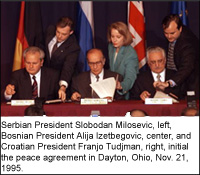 Serbian President Slobodan Milosevic, left,
Bosnian President Alija Izetbegovic, center, and
Croatian President Franjo Tudjman, right, initial
the peace agreement in Dayton, Ohio, Nov. 21,
1995.